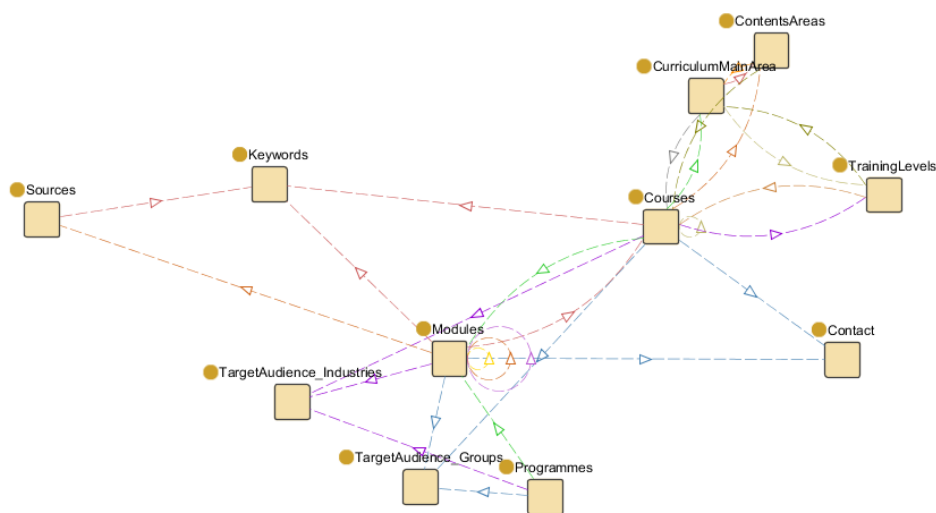 ContentsAreas
CurriculumMainArea
Keywords
TrainingLevels
Sources
Courses
Modules
Contact
TargetAudience_Industries
TargetAudience_Groups
Programmes